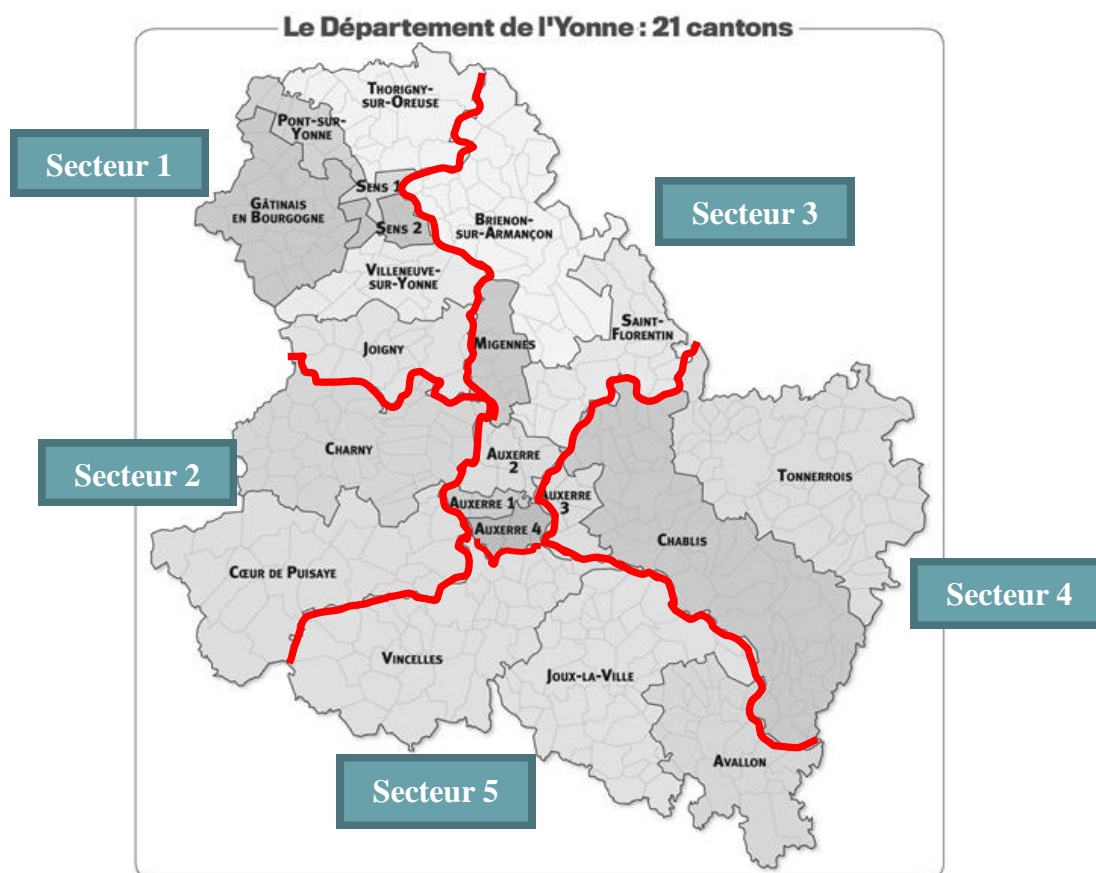 Le Département de l'Yonne : 21 cantons
THORIGNY-
SUR-OREUSE
PONT-SUR-
YONNE
Secteur 1
SENS 1
GÂTINAIS
EN BOURGOGNE
SENS 2
BRIENON-
SUR-ARMANÇON
Secteur 3
VILLENEUVE-
SUR-YONNE
SAINT-
FLORENTIN
JOIGNY
MIGENNES
CHARNY
AUXERRE
2
Secteur 2
TONNERROIS
AUXERRE 1
AUXERRE
3
AUXERRE 4
CHABLIS
CŒUR DE PUISAYE
Secteur 4
VINCELLES
JOUX-LA-VILLE
AVALLON
Secteur 5